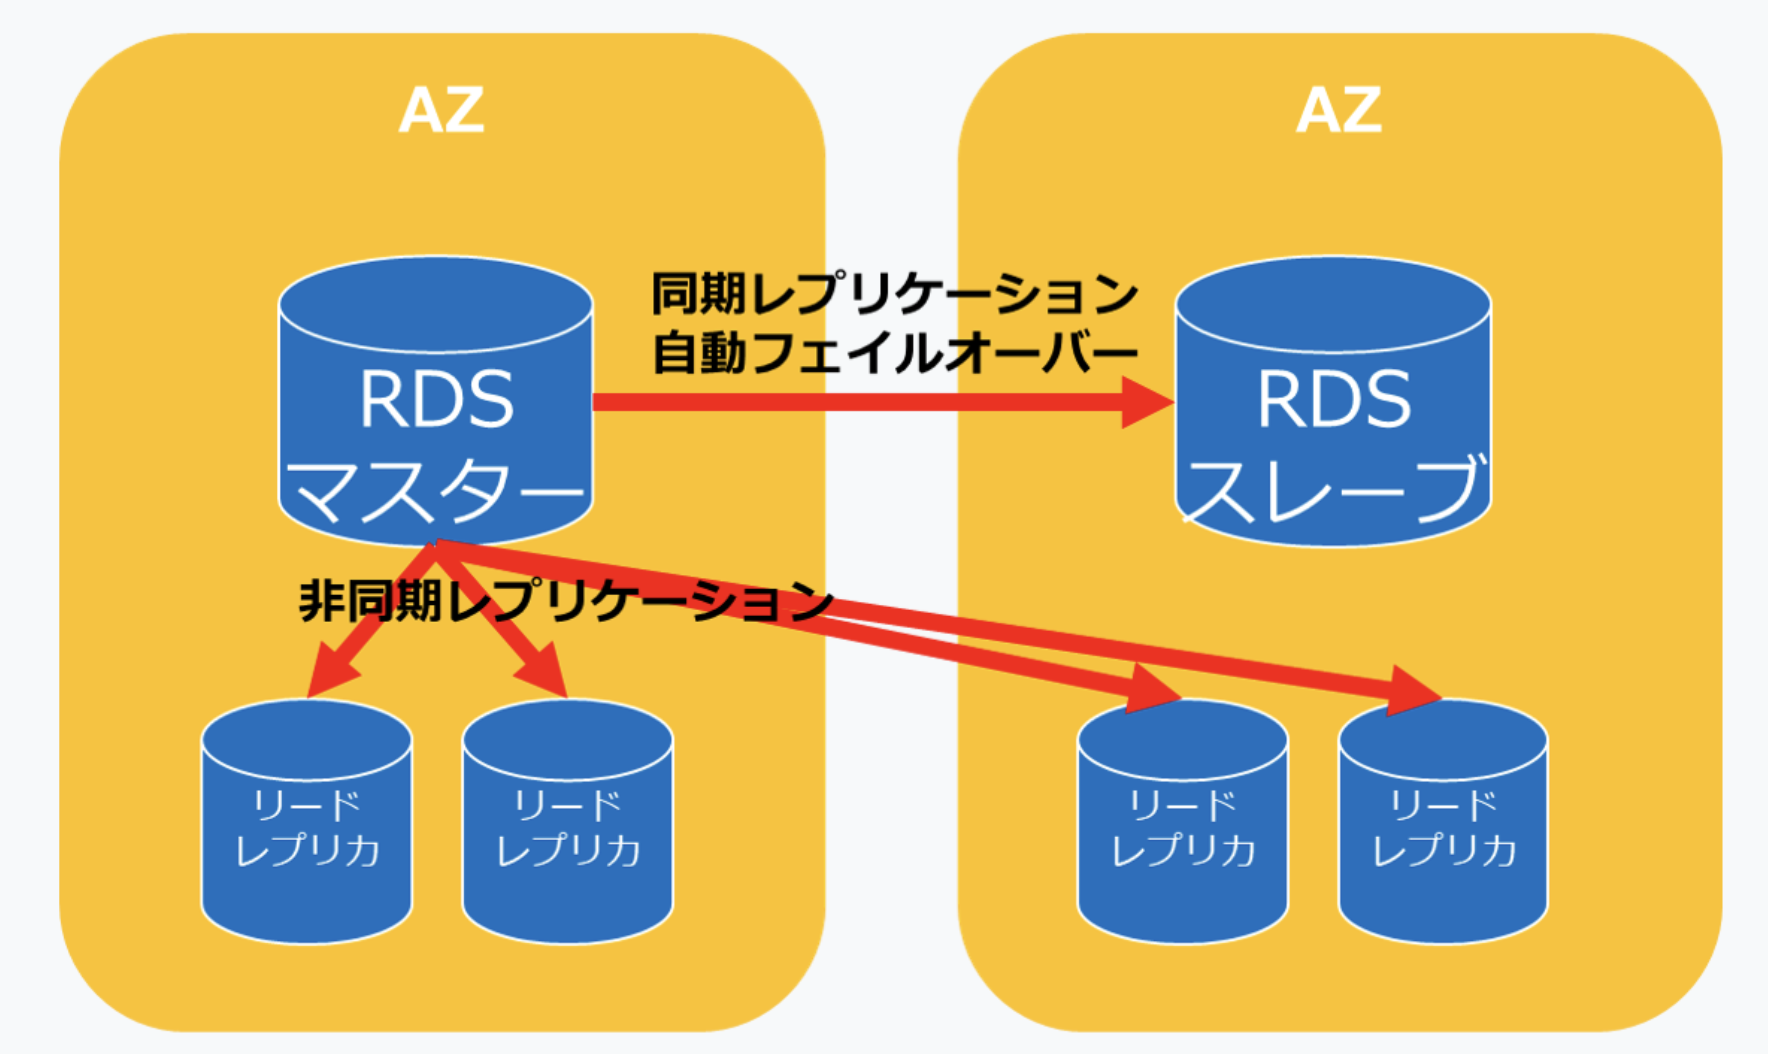 AZ
AZ
同期レプリケーション
自動フェイルオーバー
RDS
マスター
RDS
スレーブ
非同期レプリケーション
リード
レプリカ
リード
レプリカ
リード
レプリカ
リード
レプリカ